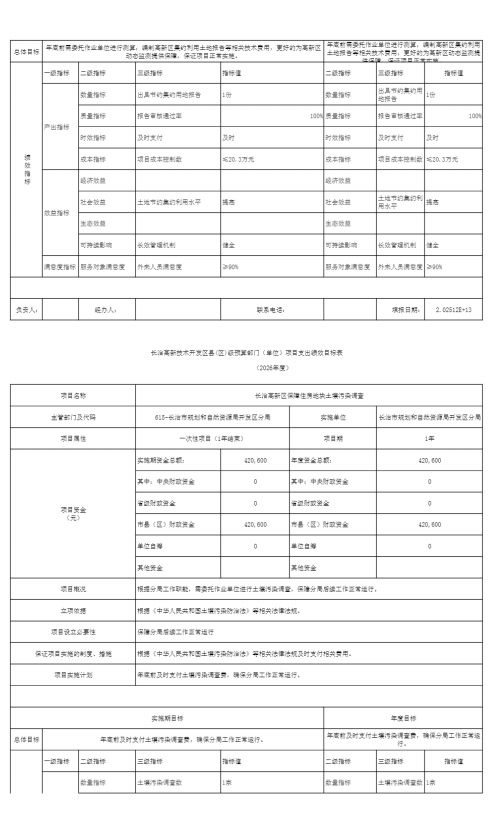 总体目标 年底前需委托作业单位进行测算，编制高新区集约利用土地报告等相关技术费用，更好的为高新区动态监测提供保障，保证项目正常实施。 年底前需委托作业单位进行测算，编制高新区集约利用土地报告等相关技术费用，更好的为高新区动态监测提供保障，保证项目正常实施。
绩效指标 一级指标 二级指标 三级指标 指标值 二级指标 三级指标 指标值
产出指标 数量指标 出具节约集约用地报告 1份 数量指标 出具节约集约用地报告 1份
质量指标 报告审核通过率 100% 质量指标 报告审核通过率 100%
时效指标 及时支付 及时 时效指标 及时支付 及时
成本指标 项目成本控制数 ≤20.3万元 成本指标 项目成本控制数 ≤20.3万元
效益指标 经济效益 经济效益
社会效益 土地节约集约利用水平 提高 社会效益 土地节约集约利用水平 提高
生态效益 生态效益
可持续影响 长效管理机制 健全 可持续影响 长效管理机制 健全
满意度指标 服务对象满意度 外来人员满意度 ≥90% 服务对象满意度 外来人员满意度 ≥90%
负责人： 经办人： 联系电话： 填报日期： 2.02512E+13
长治高新技术开发区县(区)级预算部门（单位）项目支出绩效目标表
（2026年度）
项目名称 长治高新区保障住房地块土壤污染调查
主管部门及代码 615-长治市规划和自然资源局开发区分局 实施单位 长治市规划和自然资源局开发区分局
项目属性 一次性项目（1年结束） 项目期 1年
项目资金（元） 实施期资金总额： 420,600 年度资金总额： 420,600
其中：中央财政资金 0 其中：中央财政资金 0
省级财政资金 0 省级财政资金 0
市县（区）财政资金 420,600 市县（区）财政资金 420,600
单位自筹 0 单位自筹 0
其他资金 其他资金
项目概况 根据分局工作职能，需委托作业单位进行土壤污染调查，保障分局后续工作正常运行。
立项依据 根据《中华人民共和国土壤污染防治法》等相关法律法规。
项目设立必要性 保障分局后续工作正常运行
保证项目实施的制度、措施 根据《中华人民共和国土壤污染防治法》等相关法律法规及时支付相关费用。
项目实施计划 年底前及时支付土壤污染调查费，确保分局工作正常运行。
实施期目标 年度目标
总体目标 年底前及时支付土壤污染调查费，确保分局工作正常运行。 年底前及时支付土壤污染调查费，确保分局工作正常运行。
一级指标 二级指标 三级指标 指标值 二级指标 三级指标 指标值
数量指标 土壤污染调查数 1宗 数量指标 土壤污染调查数 1宗